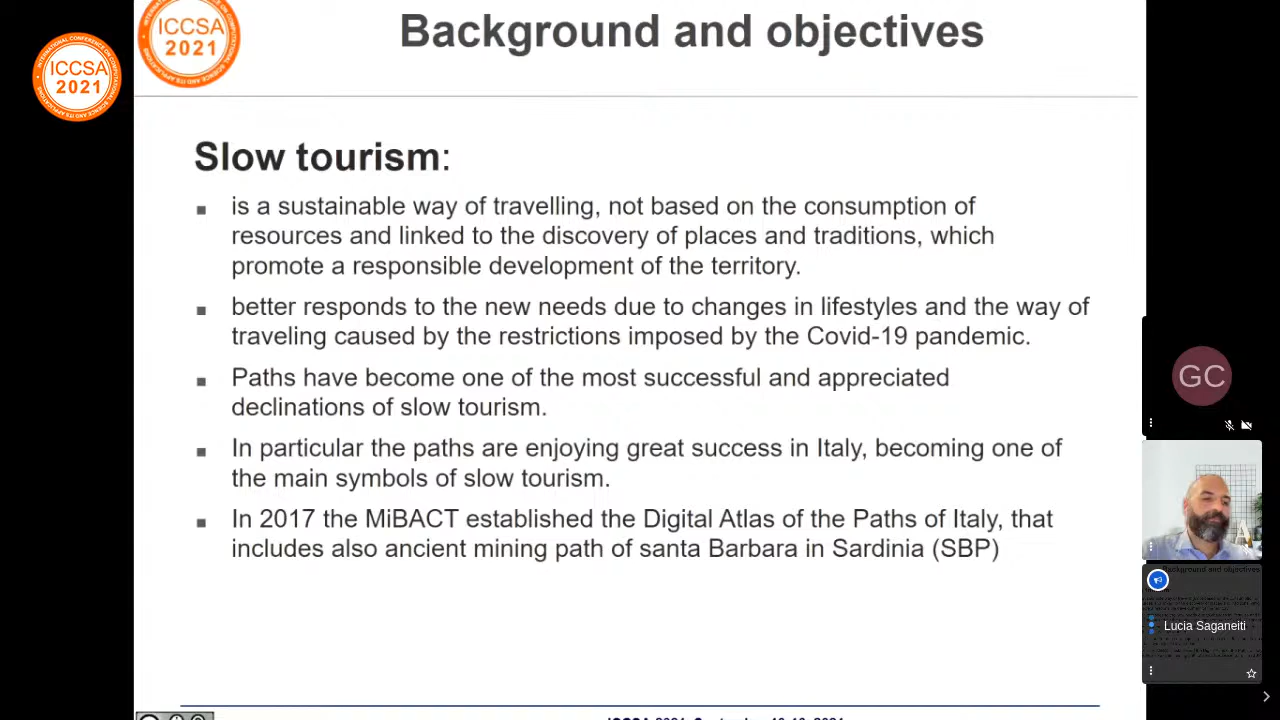 Background and objectives
ICCSA
2021
ICCSA
2021
Slow tourism:
is a sustainable way of travelling, not based on the consumption of
resources and linked to the discovery of places and traditions, which
promote a responsible development of the territory.
better responds to the new needs due to changes in lifestyles and the way of
traveling caused by the restrictions imposed by the Covid-19 pandemic.
Paths have become one of the most successful and appreciated
declinations of slow tourism.
In particular the paths are enjoying great success in Italy, becoming one of
the main symbols of slow tourism.
In 2017 the MiBACT established the Digital Atlas of the Paths of Italy, that
includes also ancient mining path of santa Barbara in Sardinia (SBP)
GC
Background and objectives
Lucia Saganeiti